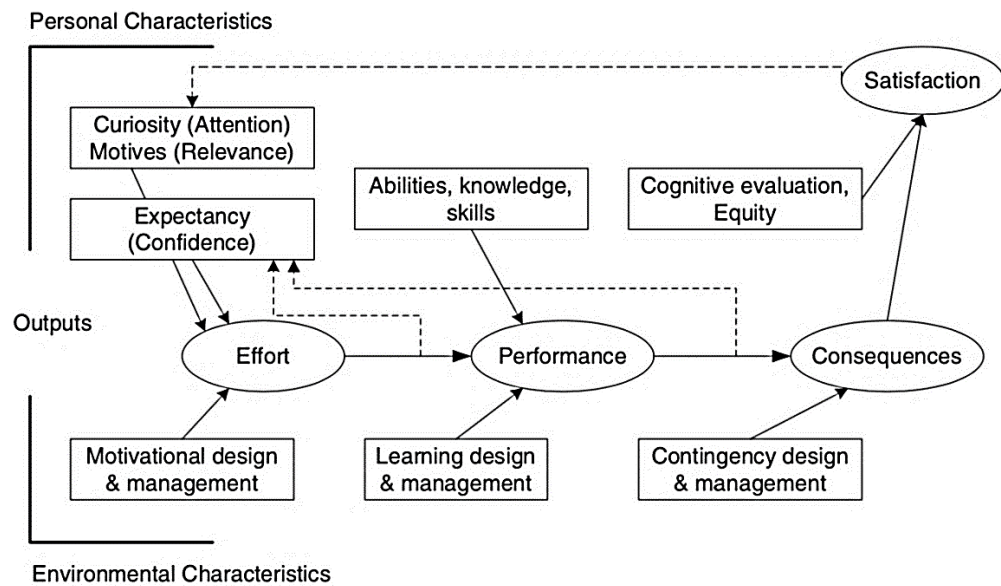 Personal Characteristics
Satisfaction
Curiosity (Attention)
Motives (Relevance)
Expectancy
(Confidence)
Abilities, knowledge,
skills
Cognitive evaluation,
Equity
Outputs
Effort
Performance
Consequences
Motivational design
& management
Learning design
& management
Contingency design
& management
Environmental Characteristics